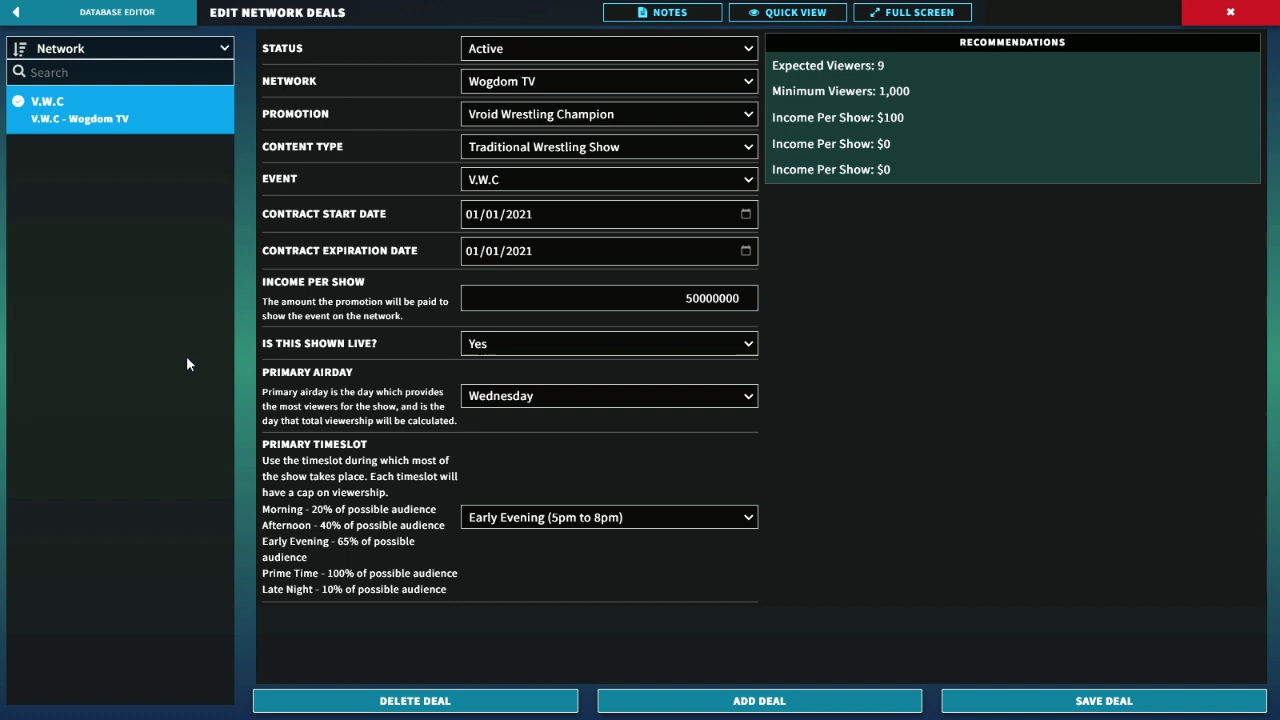 DATABASE EDITOR
EDIT NETWORK DEALS
NOTES
QUICK VIEW
FULL SCREEN
Network
Search
V.W.C
V.W.C - Wogdom TV
STATUS
Active
NETWORK
Wogdom TV
PROMOTION
Vroid Wrestling Champion
CONTENT TYPE
Traditional Wrestling Show
EVENT
V.W.C
CONTRACT START DATE
01/01/2021
CONTRACT EXPIRATION DATE
01/01/2021
INCOME PER SHOW
The amount the promotion will be paid to
show the event on the network.
50000000
IS THIS SHOWN LIVE?
Yes
PRIMARY AIRDAY
Primary airday is the day which provides
the most viewers for the show, and is the
day that total viewership will be calculated.
Wednesday
PRIMARY TIMESLOT
Use the timeslot during which most of
the show takes place. Each timeslot will
have a cap on viewership.
Morning - 20% of possible audience
Afternoon - 40% of possible audience
Early Evening - 65% of possible
audience
Prime Time - 100% of possible audience
Late Night - 10% of possible audience
Early Evening (5pm to 8pm)
RECOMMENDATIONS
Expected Viewers: 9
Minimum Viewers: 1,000
Income Per Show: $100
Income Per Show: $0
Income Per Show: $0
DELETE DEAL
ADD DEAL
SAVE DEAL